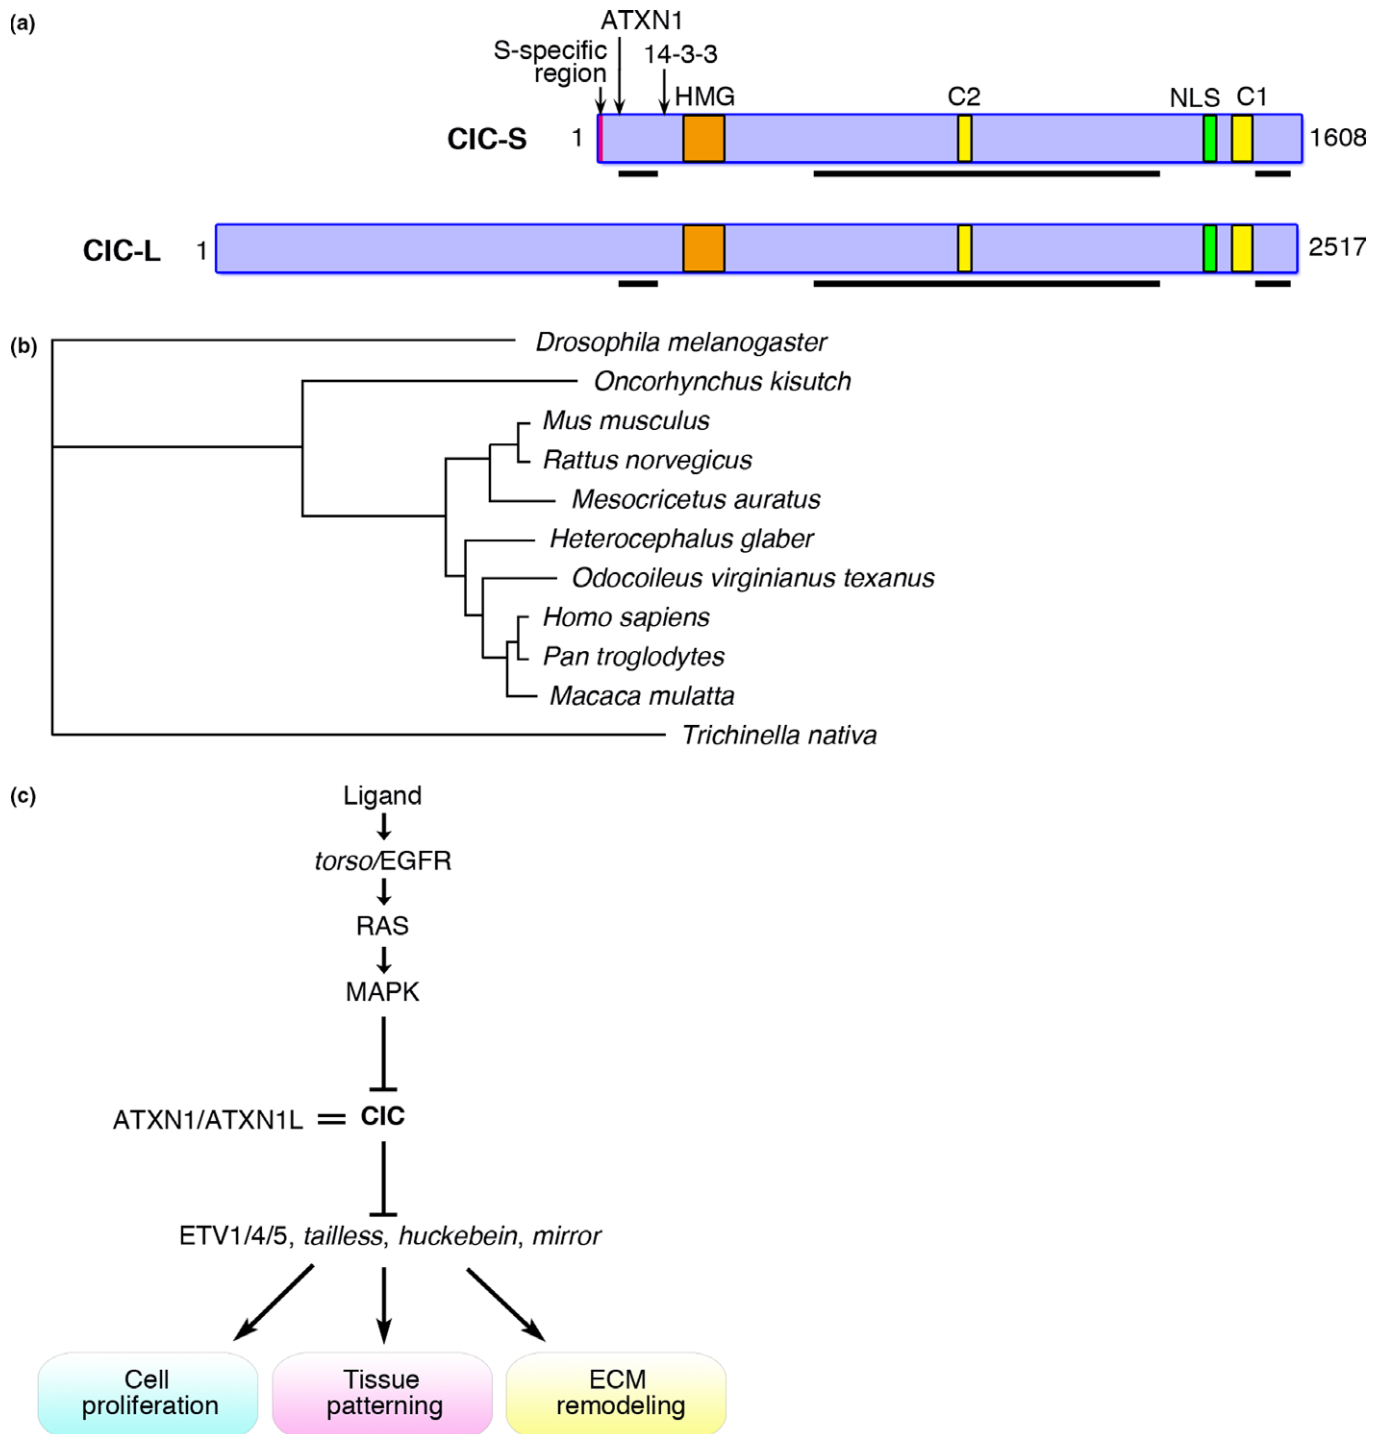 (a)
ATXN1
S-specific
region
14-3-3
HMG
C2
NLS
C1
CIC-S
1
1608
CIC-L
1
2517
(b)
Drosophila melanogaster
Oncorhynchus kisutch
Mus musculus
Rattus norvegicus
Mesocricetus auratus
Heterocephalus glaber
Odocoileus virginianus texanus
Homo sapiens
Pan troglodytes
Macaca mulatta
Trichinella nativa
(c)
Ligand
torso/EGFR
RAS
MAPK
ATXN1/ATXN1L = CIC
ETV1/4/5, tailless, huckebein, mirror
Cell
proliferation
Tissue
patterning
ECM
remodeling